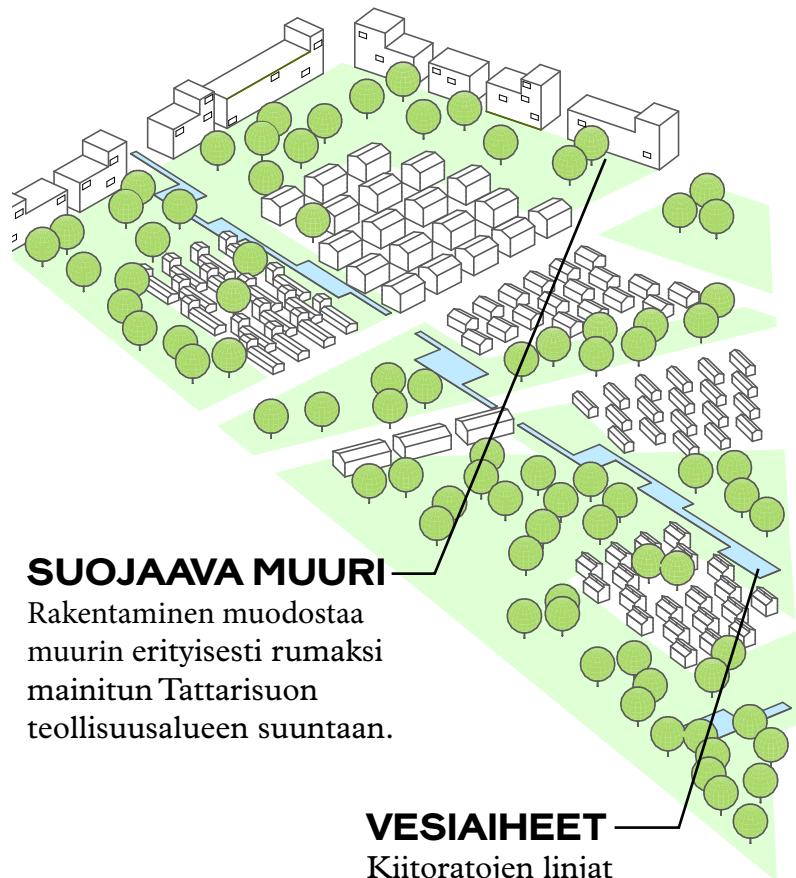 SUOJAAVA MUURI
Rakentaminen muodostaa
muurin erityisesti rumaksi
mainitun Tattarisuon
teollisuusalueen suuntaan.
VESIAIHEET
Kiitoratojen linjat